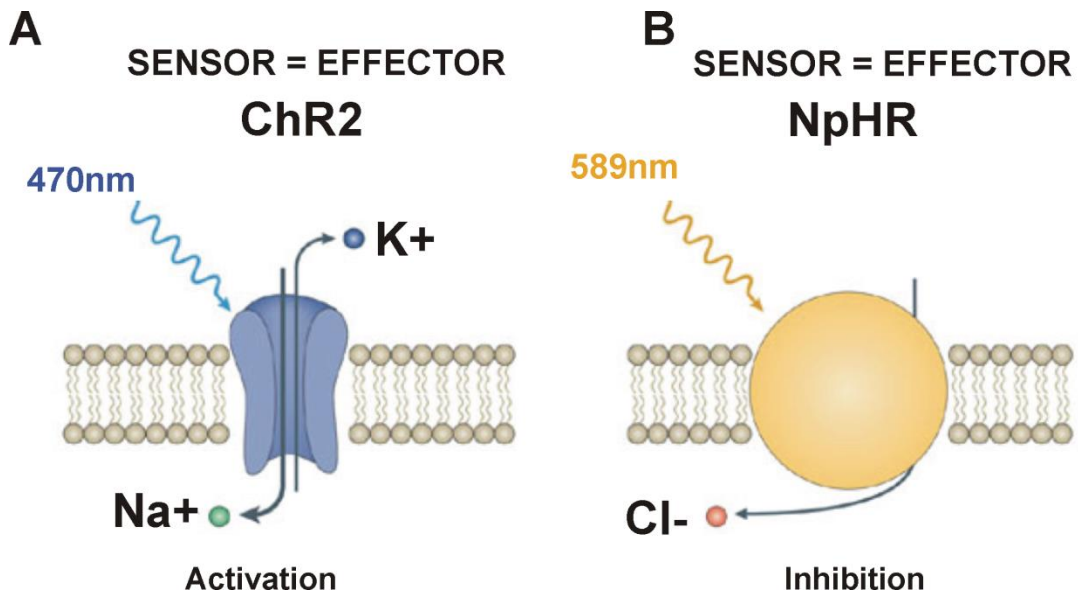 A
SENSOR = EFFECTOR
ChR2
470nm
K+
Na+
Activation
B
SENSOR = EFFECTOR
NpHR
589nm
Cl-
Inhibition